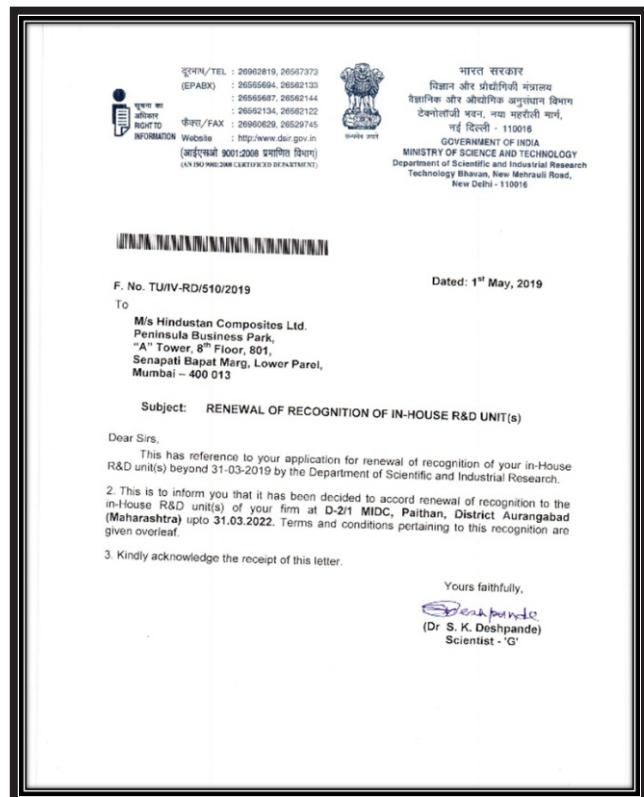 दूरभाष/TEL : 26962819, 26567373
(EPABX) : 26565694, 26562133
: 26565687, 26562144
: 26562134, 26562122
फैक्स/FAX : 26960629, 26529745
Website : http:/www.dsir.gov.in
(आईएसओ 9001:2008 प्रमाणित विभाग)
(AN ISO 9001:2008 CERTIFIED DEPARTMENT)
सूचना का
अधिकार
RIGHT TO
INFORMATION
सत्यमेव जयते
भारत सरकार
विज्ञान और प्रौद्योगिकी मंत्रालय
वैज्ञानिक और औद्योगिक अनुसंधान विभाग
टेक्नोलॉजी भवन, नया महरौली मार्ग,
नई दिल्ली - 110016
GOVERNMENT OF INDIA
MINISTRY OF SCIENCE AND TECHNOLOGY
Department of Scientific and Industrial Research
Technology Bhavan, New Mehrauli Road,
New Delhi - 110016
F. No. TU/IV-RD/510/2019
Dated: 1st May, 2019
To
M/s Hindustan Composites Ltd.
Peninsula Business Park,
“A” Tower, 8th Floor, 801,
Senapati Bapat Marg, Lower Parel,
Mumbai – 400 013
Subject: RENEWAL OF RECOGNITION OF IN-HOUSE R&D UNIT(s)
Dear Sirs,
This has reference to your application for renewal of recognition of your in-House
R&D unit(s) beyond 31-03-2019 by the Department of Scientific and Industrial Research.
2. This is to inform you that it has been decided to accord renewal of recognition to the
in-House R&D unit(s) of your firm at D-2/1 MIDC, Paithan, District Aurangabad
(Maharashtra) upto 31.03.2022. Terms and conditions pertaining to this recognition are
given overleaf.
3. Kindly acknowledge the receipt of this letter.
Yours faithfully,
Deshpande
(Dr S. K. Deshpande)
Scientist - 'G'